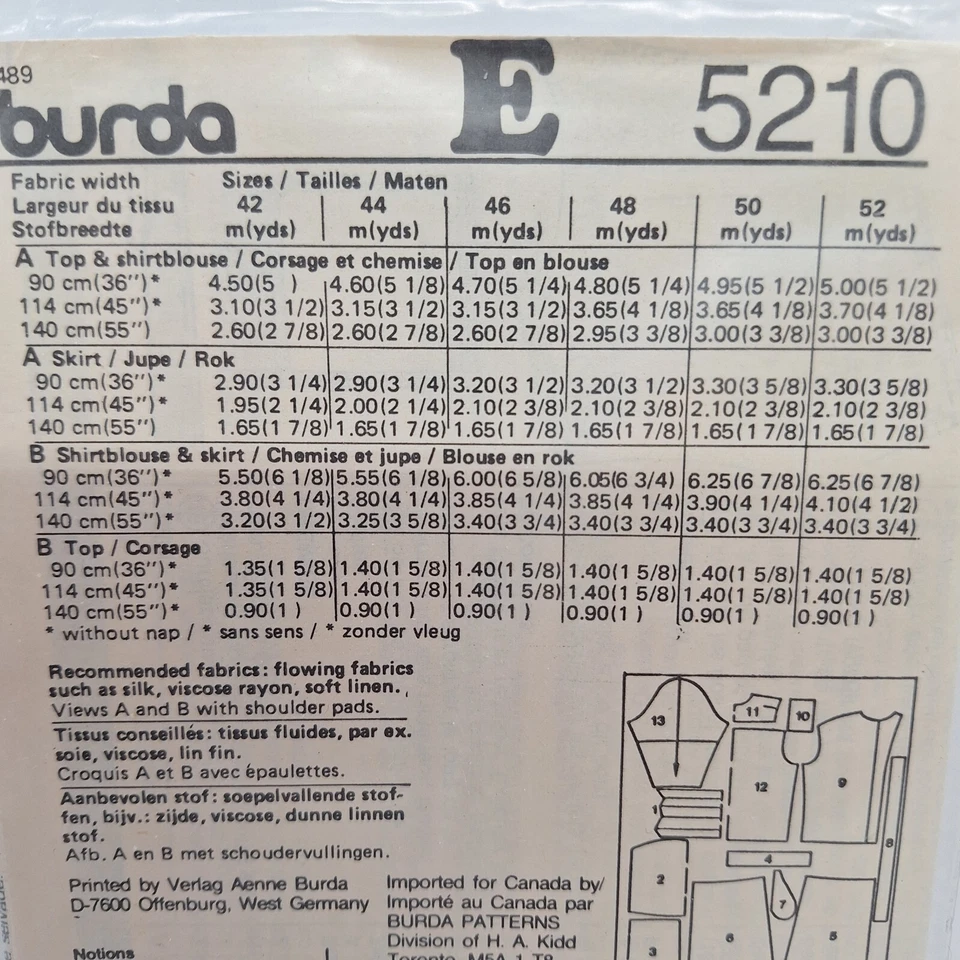 489
burda E 5210
Fabric width Sizes / Tailles / Maten
Largeur du tissu 42 44 46 48 50 52
Stofbreedte m(yds) m(yds) m(yds) m(yds) m(yds) m(yds)
A Top & shirtblouse / Corsage et chemise / Top en blouse
90 cm(36")* 4.50(5 ) 4.60(5 1/8) 4.70(5 1/4) 4.80(5 1/4) 4.95(5 1/2) 5.00(5 1/2)
114 cm(45")* 3.10(3 1/2) 3.15(3 1/2) 3.15(3 1/2) 3.65(4 1/8) 3.65(4 1/8) 3.70(4 1/8)
140 cm(55") 2.60(2 7/8) 2.60(2 7/8) 2.60(2 7/8) 2.95(3 3/8) 3.00(3 3/8) 3.00(3 3/8)
A Skirt / Jupe / Rok
90 cm(36")* 2.90(3 1/4) 2.90(3 1/4) 3.20(3 1/2) 3.20(3 1/2) 3.30(3 5/8) 3.30(3 5/8)
114 cm(45")* 1.95(2 1/4) 2.00(2 1/4) 2.10(2 3/8) 2.10(2 3/8) 2.10(2 3/8) 2.10(2 3/8)
140 cm(55") 1.65(1 7/8) 1.65(1 7/8) 1.65(1 7/8) 1.65(1 7/8) 1.65(1 7/8) 1.65(1 7/8)
B Shirtblouse & skirt / Chemise et jupe / Blouse en rok
90 cm(36")* 5.50(6 1/8) 5.55(6 1/8) 6.00(6 5/8) 6.05(6 3/4) 6.25(6 7/8) 6.25(6 7/8)
114 cm(45")* 3.80(4 1/4) 3.80(4 1/4) 3.85(4 1/4) 3.85(4 1/4) 3.90(4 1/4) 4.10(4 1/2)
140 cm(55")* 3.20(3 1/2) 3.25(3 5/8) 3.40(3 3/4) 3.40(3 3/4) 3.40(3 3/4) 3.40(3 3/4)
B Top / Corsage
90 cm(36")* 1.35(1 5/8) 1.40(1 5/8) 1.40(1 5/8) 1.40(1 5/8) 1.40(1 5/8) 1.40(1 5/8)
114 cm(45")* 1.35(1 5/8) 1.40(1 5/8) 1.40(1 5/8) 1.40(1 5/8) 1.40(1 5/8) 1.40(1 5/8)
140 cm(55")* 0.90(1 ) 0.90(1 ) 0.90(1 ) 0.90(1 ) 0.90(1 ) 0.90(1 )
* without nap / * sans sens / * zonder vleug
Recommended fabrics: flowing fabrics
such as silk, viscose rayon, soft linen.
Views A and B with shoulder pads.
Tissus conseillés: tissus fluides, par ex.
soie, viscose, lin fin.
Croquis A et B avec épaulettes.
Aanbevolen stof: soepelvallende stof-
fen, bijv.: zijde, viscose, dunne linnen
stof.
Afb. A en B met schoudervullingen.
Printed by Verlag Aenne Burda
D-7600 Offenburg, West Germany
Notions
Imported for Canada by/
Importé au Canada par
BURDA PATTERNS
Division of H. A. Kidd
Toronto, M5A 1 T9
13 11 10
12 9
1
8
4
2
7
3 6 5